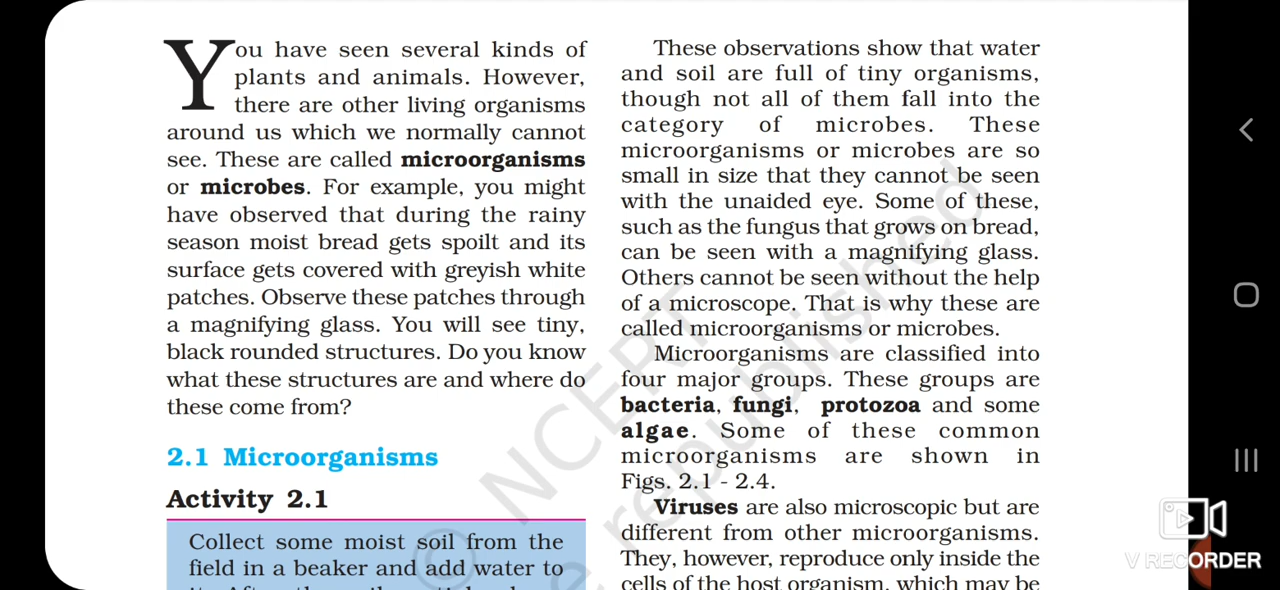 You have seen several kinds of
plants and animals. However,
there are other living organisms
around us which we normally cannot
see. These are called microorganisms
or microbes. For example, you might
have observed that during the rainy
season moist bread gets spoilt and its
surface gets covered with greyish white
patches. Observe these patches through
a magnifying glass. You will see tiny,
black rounded structures. Do you know
what these structures are and where do
these come from?
2.1 Microorganisms
Activity 2.1
Collect some moist soil from the
field in a beaker and add water to
These observations show that water
and soil are full of tiny organisms,
though not all of them fall into the
category of microbes. These
microorganisms or microbes are so
small in size that they cannot be seen
with the unaided eye. Some of these,
such as the fungus that grows on bread,
can be seen with a magnifying glass.
Others cannot be seen without the help
of a microscope. That is why these are
called microorganisms or microbes.
Microorganisms are classified into
four major groups. These groups are
bacteria, fungi, protozoa and some
algae. Some of these common
microorganisms are shown in
Figs. 2.1 - 2.4.
Viruses are also microscopic but are
different from other microorganisms.
They, however, reproduce only inside the
cells of the host organism, which may be
© NCERT
be republished
V RECORDER